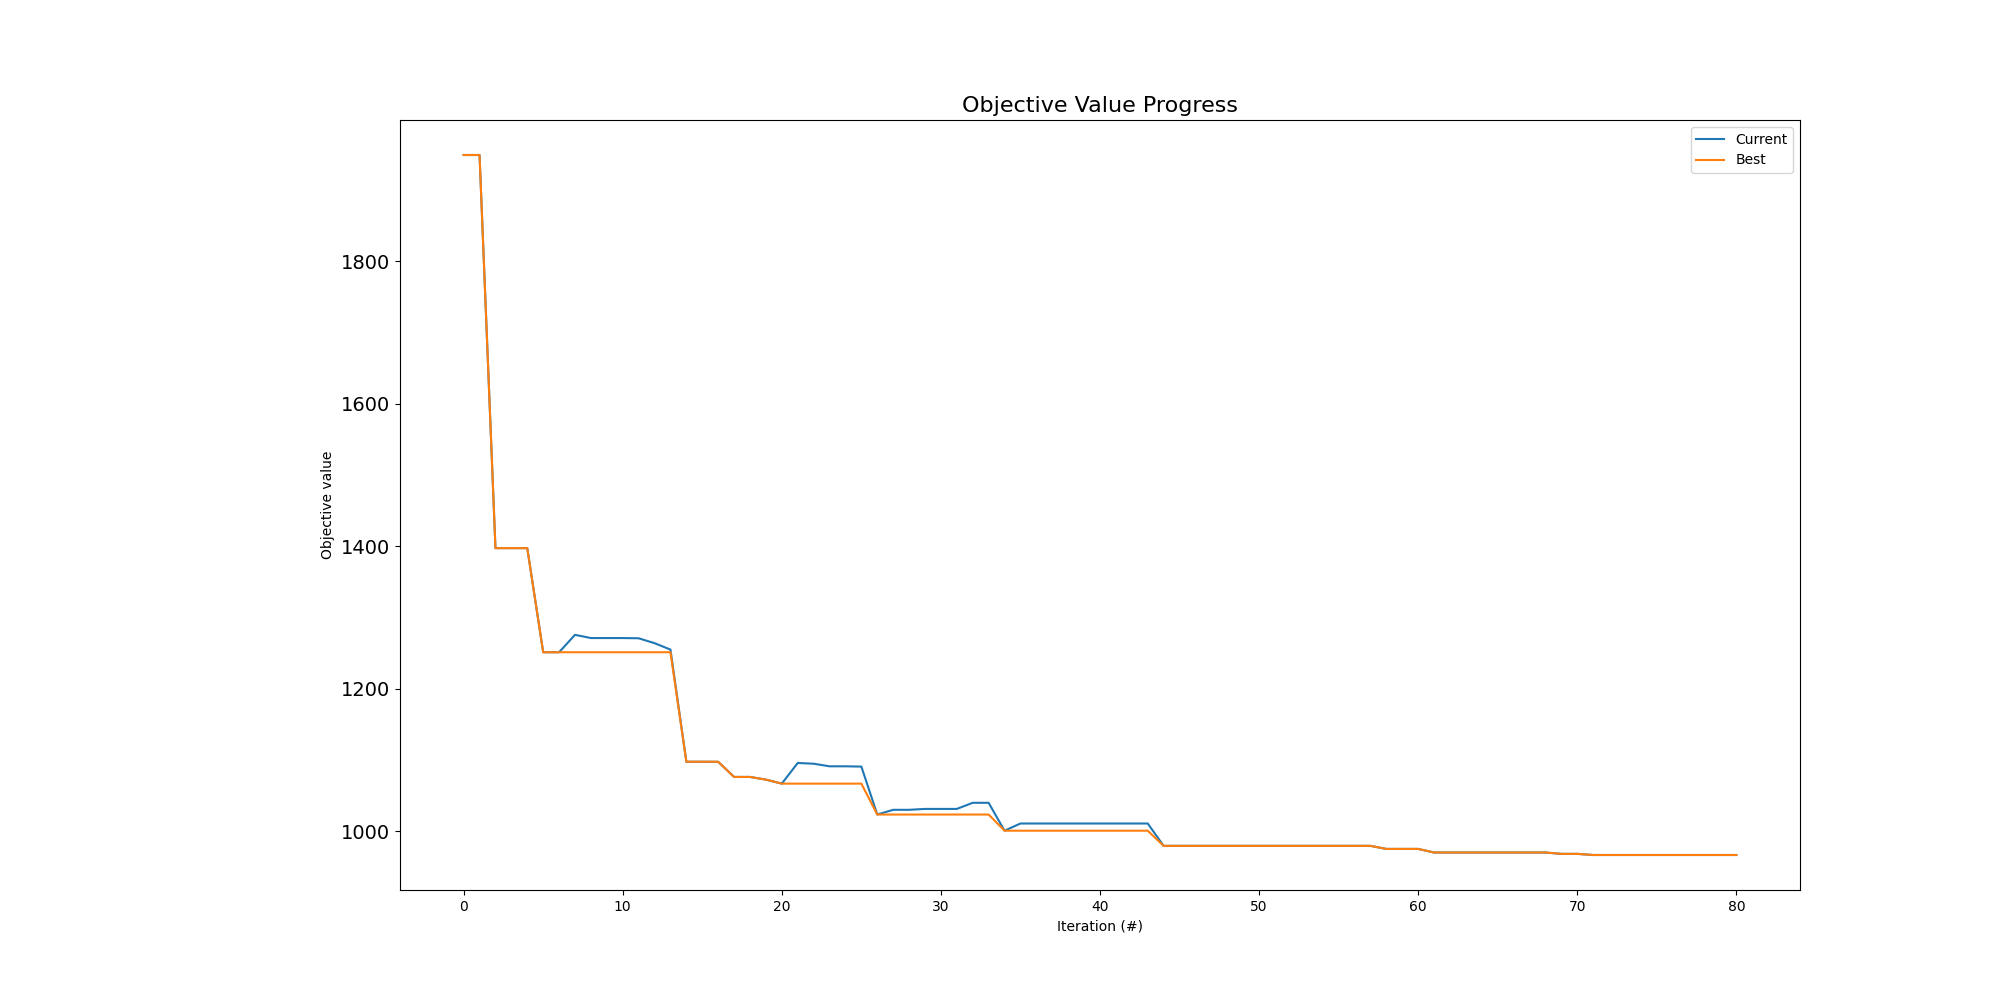 Objective Value Progress
Current
Best
1800
1600
1400
1200
1000
Objective value
0 10 20 30 40 50 60 70 80
Iteration (#)